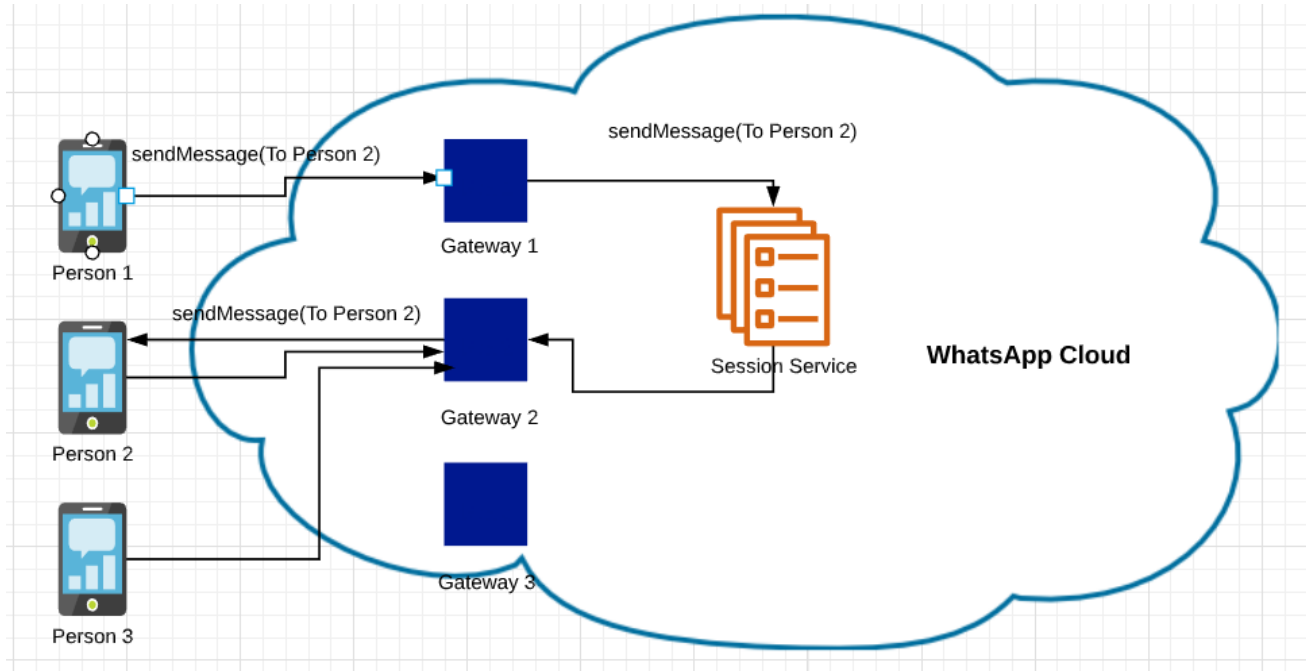 sendMessage(To Person 2)
sendMessage(To Person 2)
Person 1
Gateway 1
sendMessage(To Person 2)
Session Service
WhatsApp Cloud
Gateway 2
Person 2
Gateway 3
Person 3